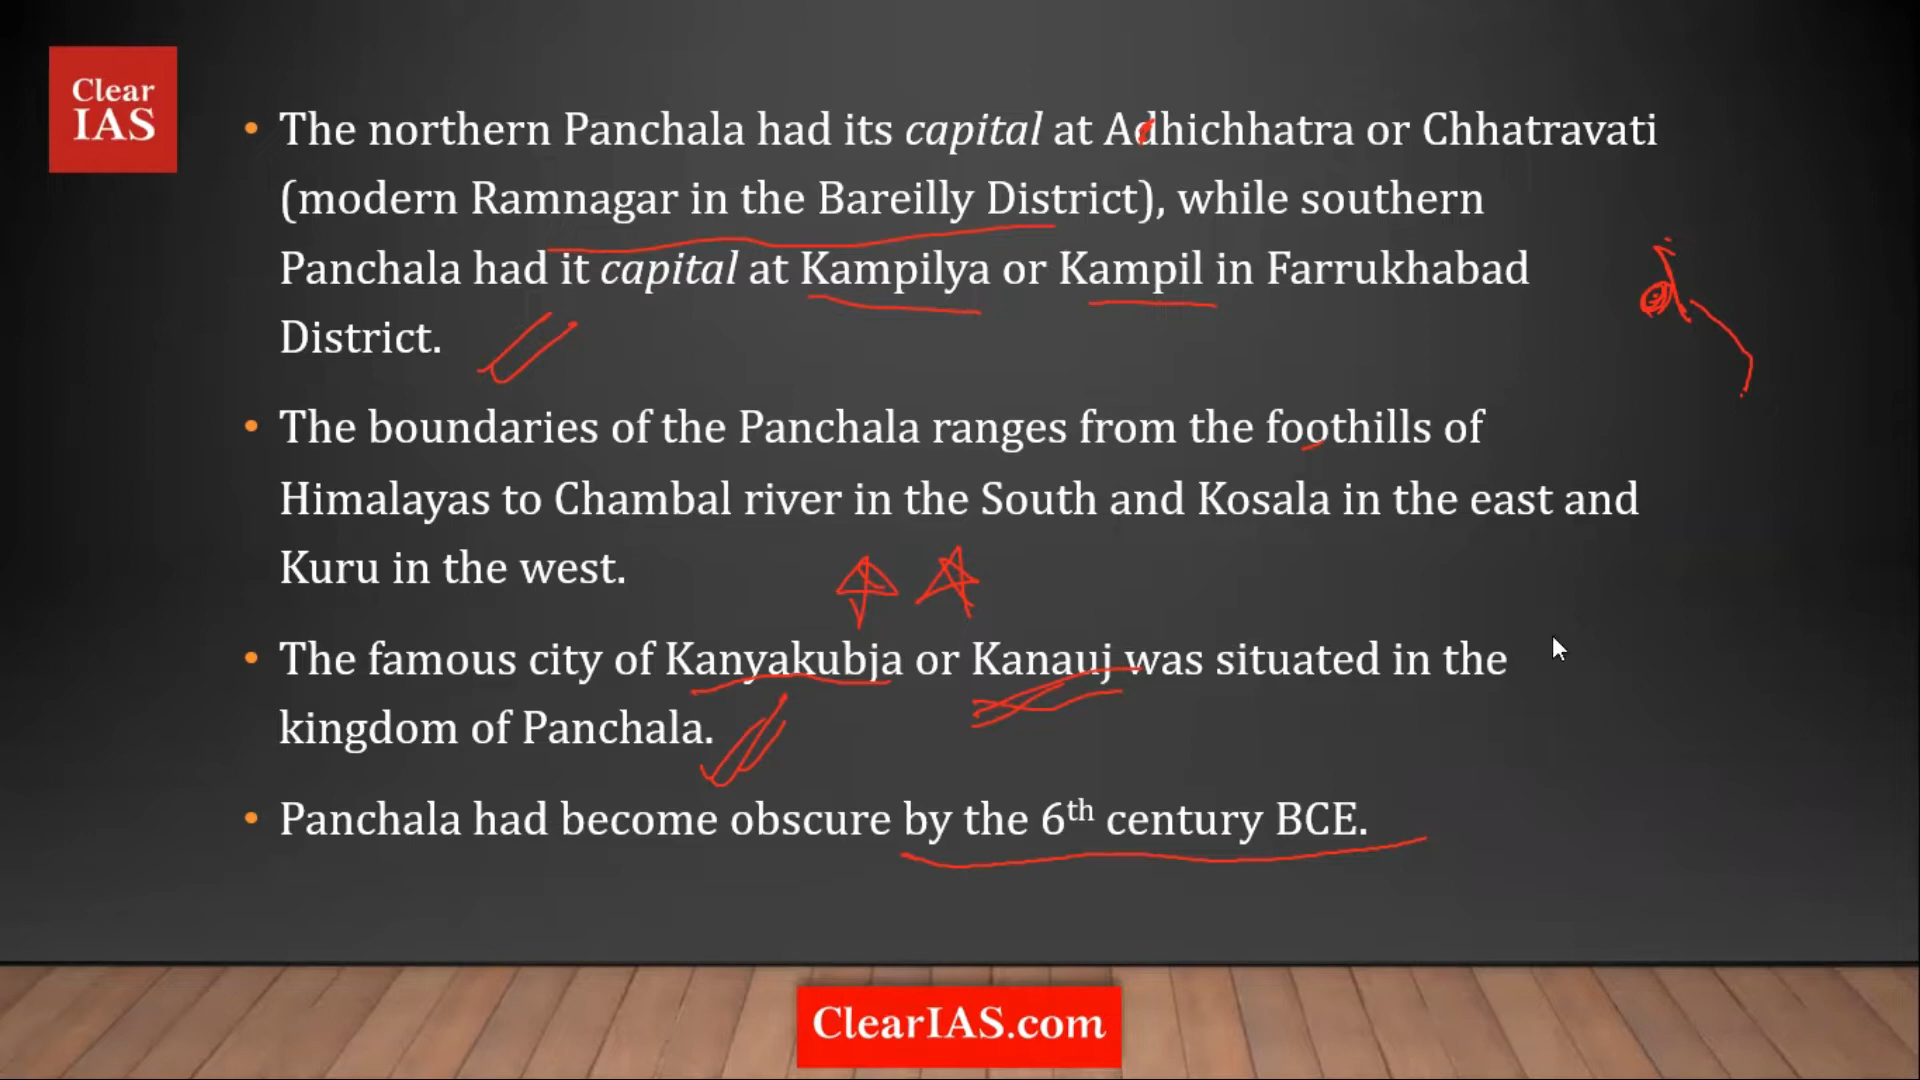 Clear
IAS
• The northern Panchala had its capital at Adhichhatra or Chhatravati
(modern Ramnagar in the Bareilly District), while southern
Panchala had it capital at Kampilya or Kampil in Farrukhabad
District.
• The boundaries of the Panchala ranges from the foothills of
Himalayas to Chambal river in the South and Kosala in the east and
Kuru in the west.
• The famous city of Kanyakubja or Kanauj was situated in the
kingdom of Panchala.
• Panchala had become obscure by the 6th century BCE.
ClearIAS.com